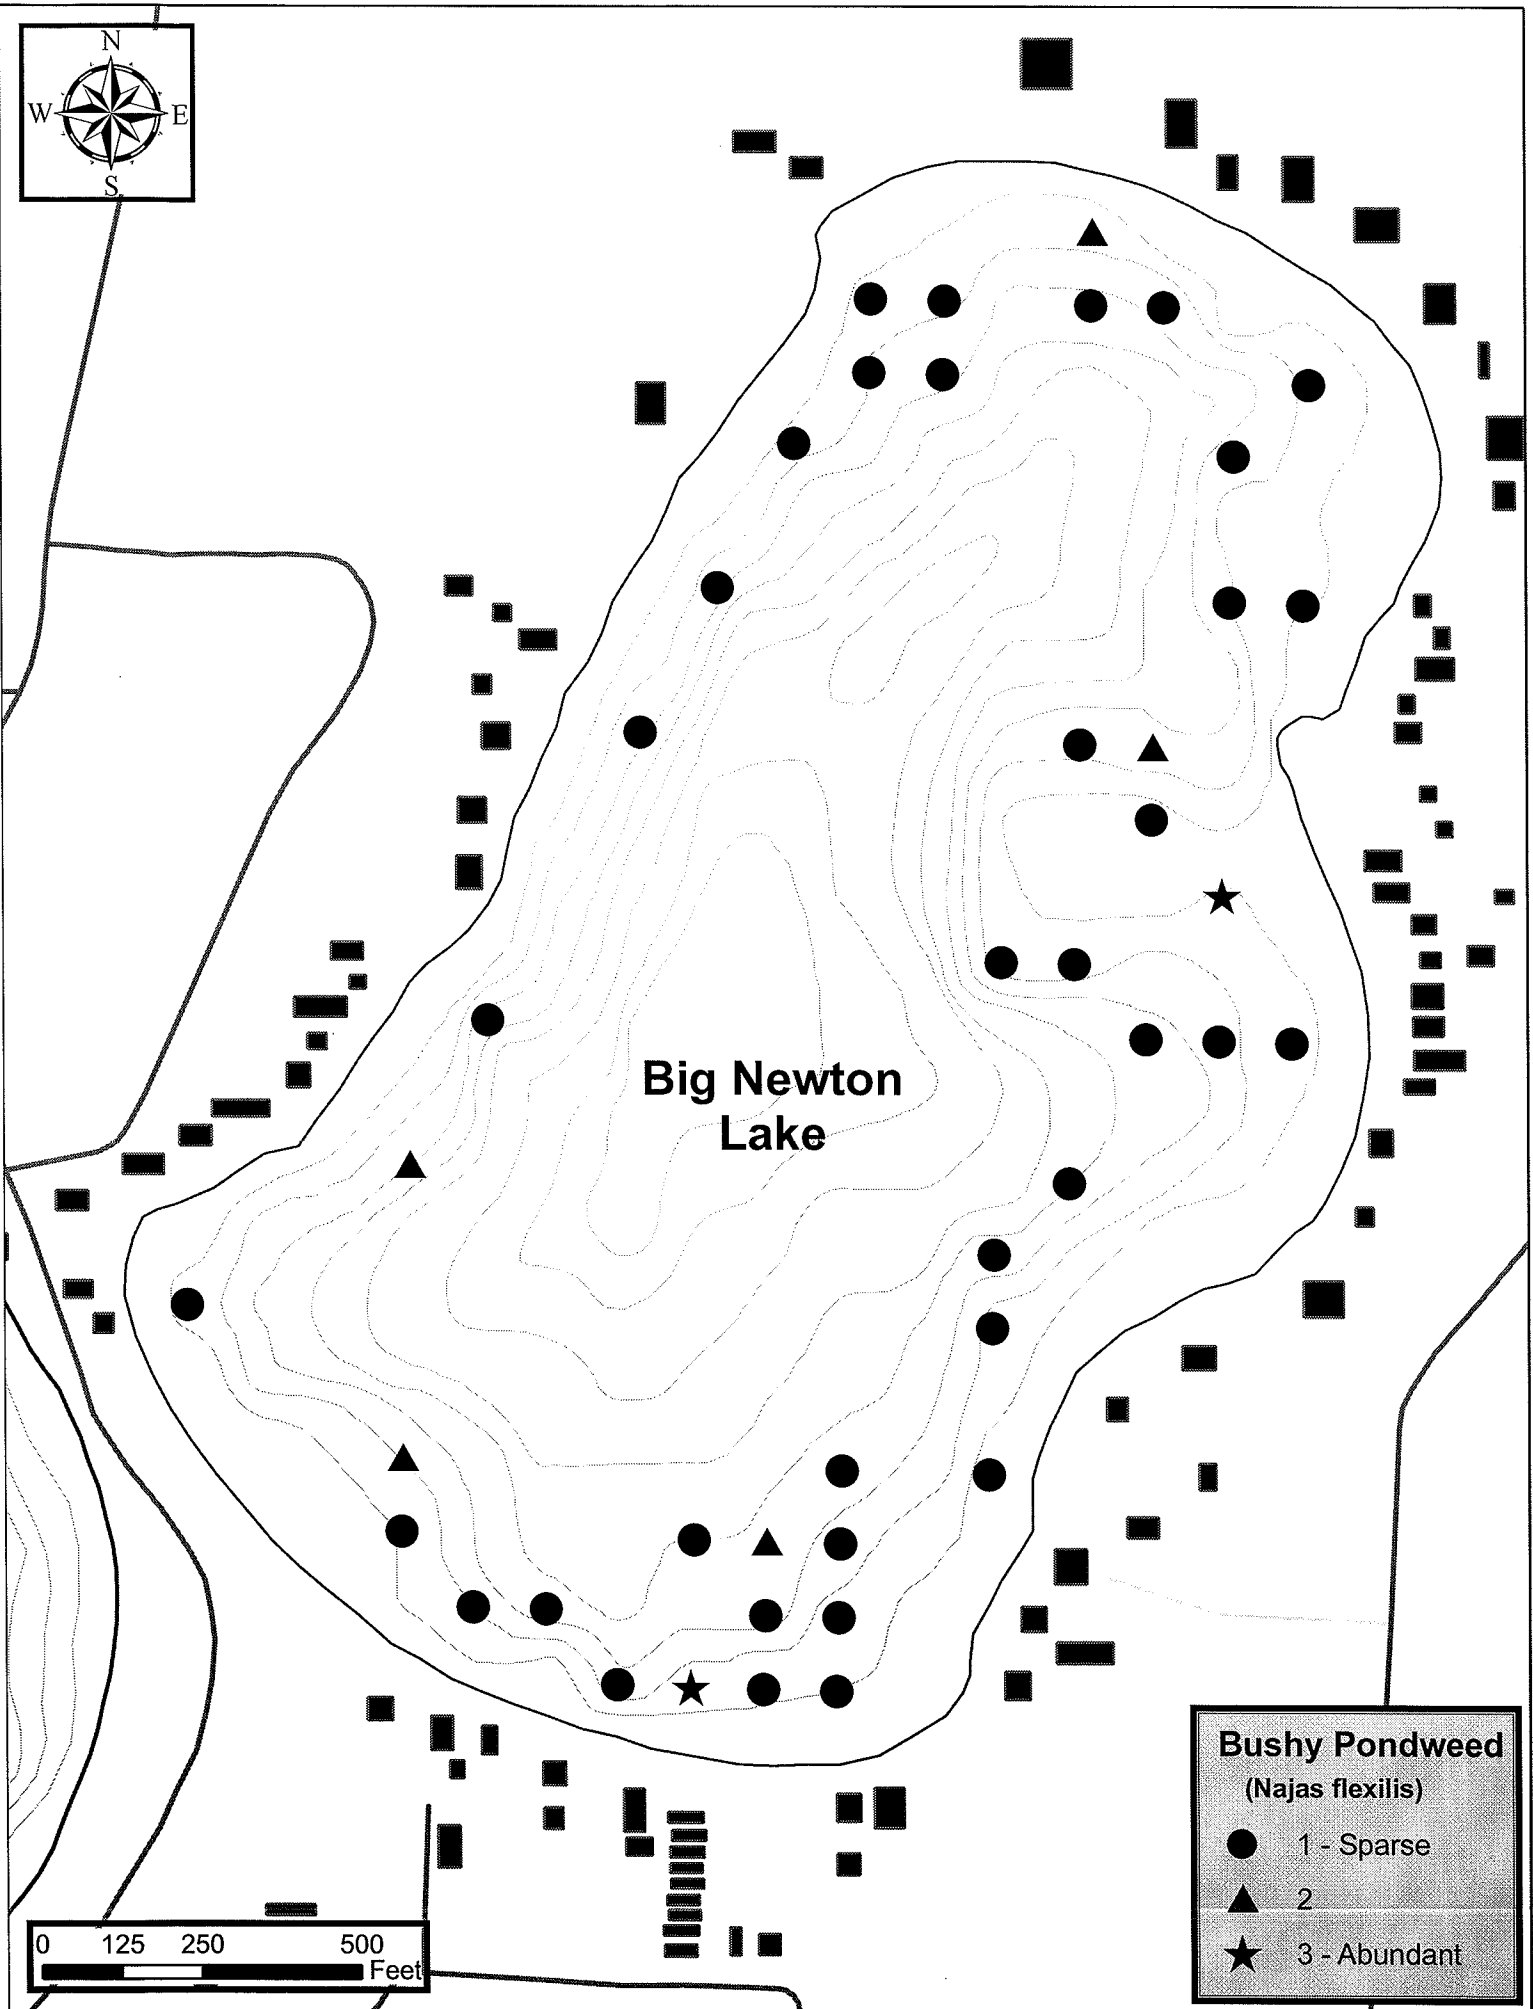 N
W E
S
Big Newton
Lake
Bushy Pondweed
(Najas flexilis)
1 - Sparse
2
3 - Abundant
0 125 250 500
Feet